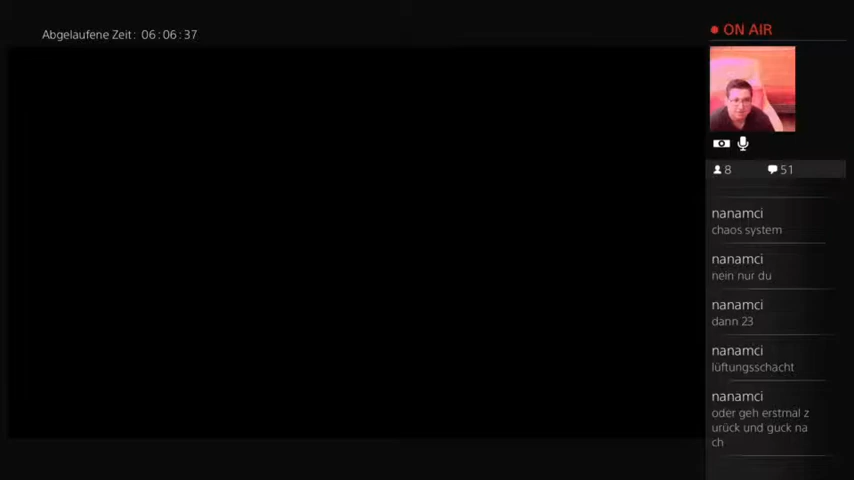 Abgelaufene Zeit: 06:06:37
ON AIR
8 51
nanamci
chaos system
nanamci
nein nur du
nanamci
dann 23
nanamci
lüftungsschacht
nanamci
oder geh erstmal z
urück und guck na
ch